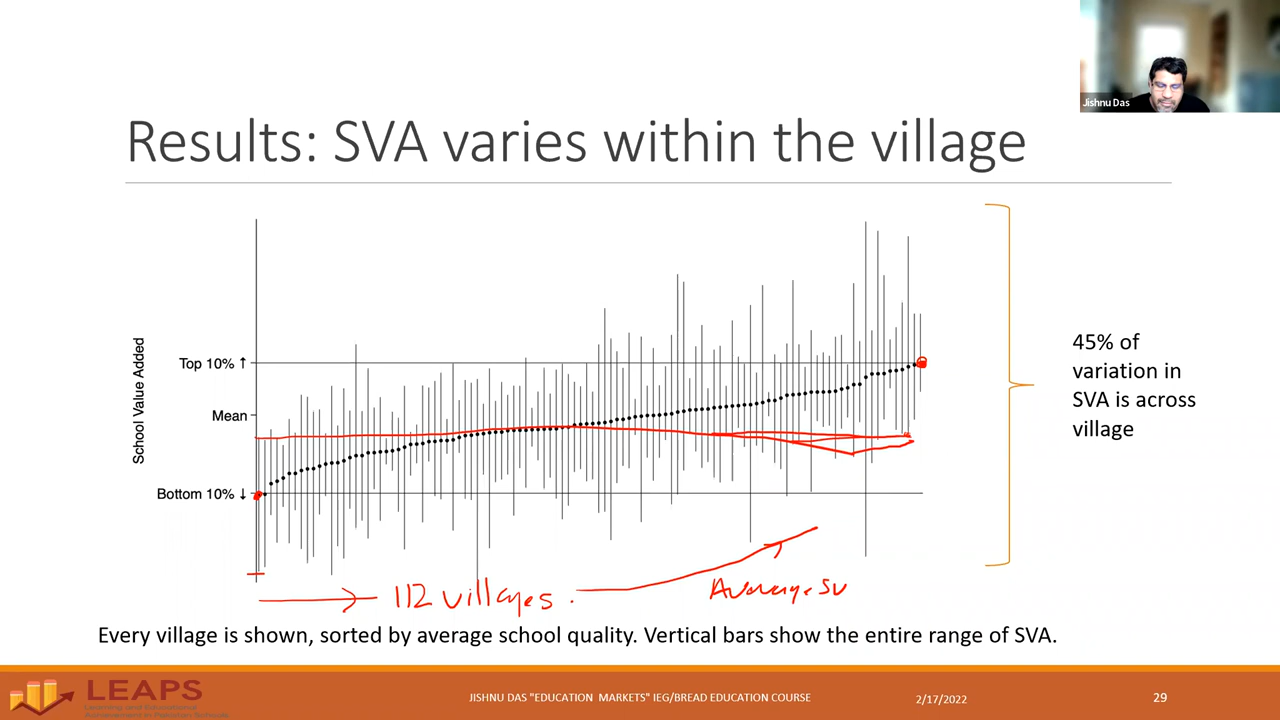 Jishnu Das
Results: SVA varies within the village
School Value Added
Top 10% ↑
Mean
Bottom 10% ↓
45% of
variation in
SVA is across
village
112 villages.
Average SV
Every village is shown, sorted by average school quality. Vertical bars show the entire range of SVA.
LEAPS
Learning and Educational
Achievement in Pakistan Schools
JISHNU DAS "EDUCATION MARKETS" IEG/BREAD EDUCATION COURSE
2/17/2022
29